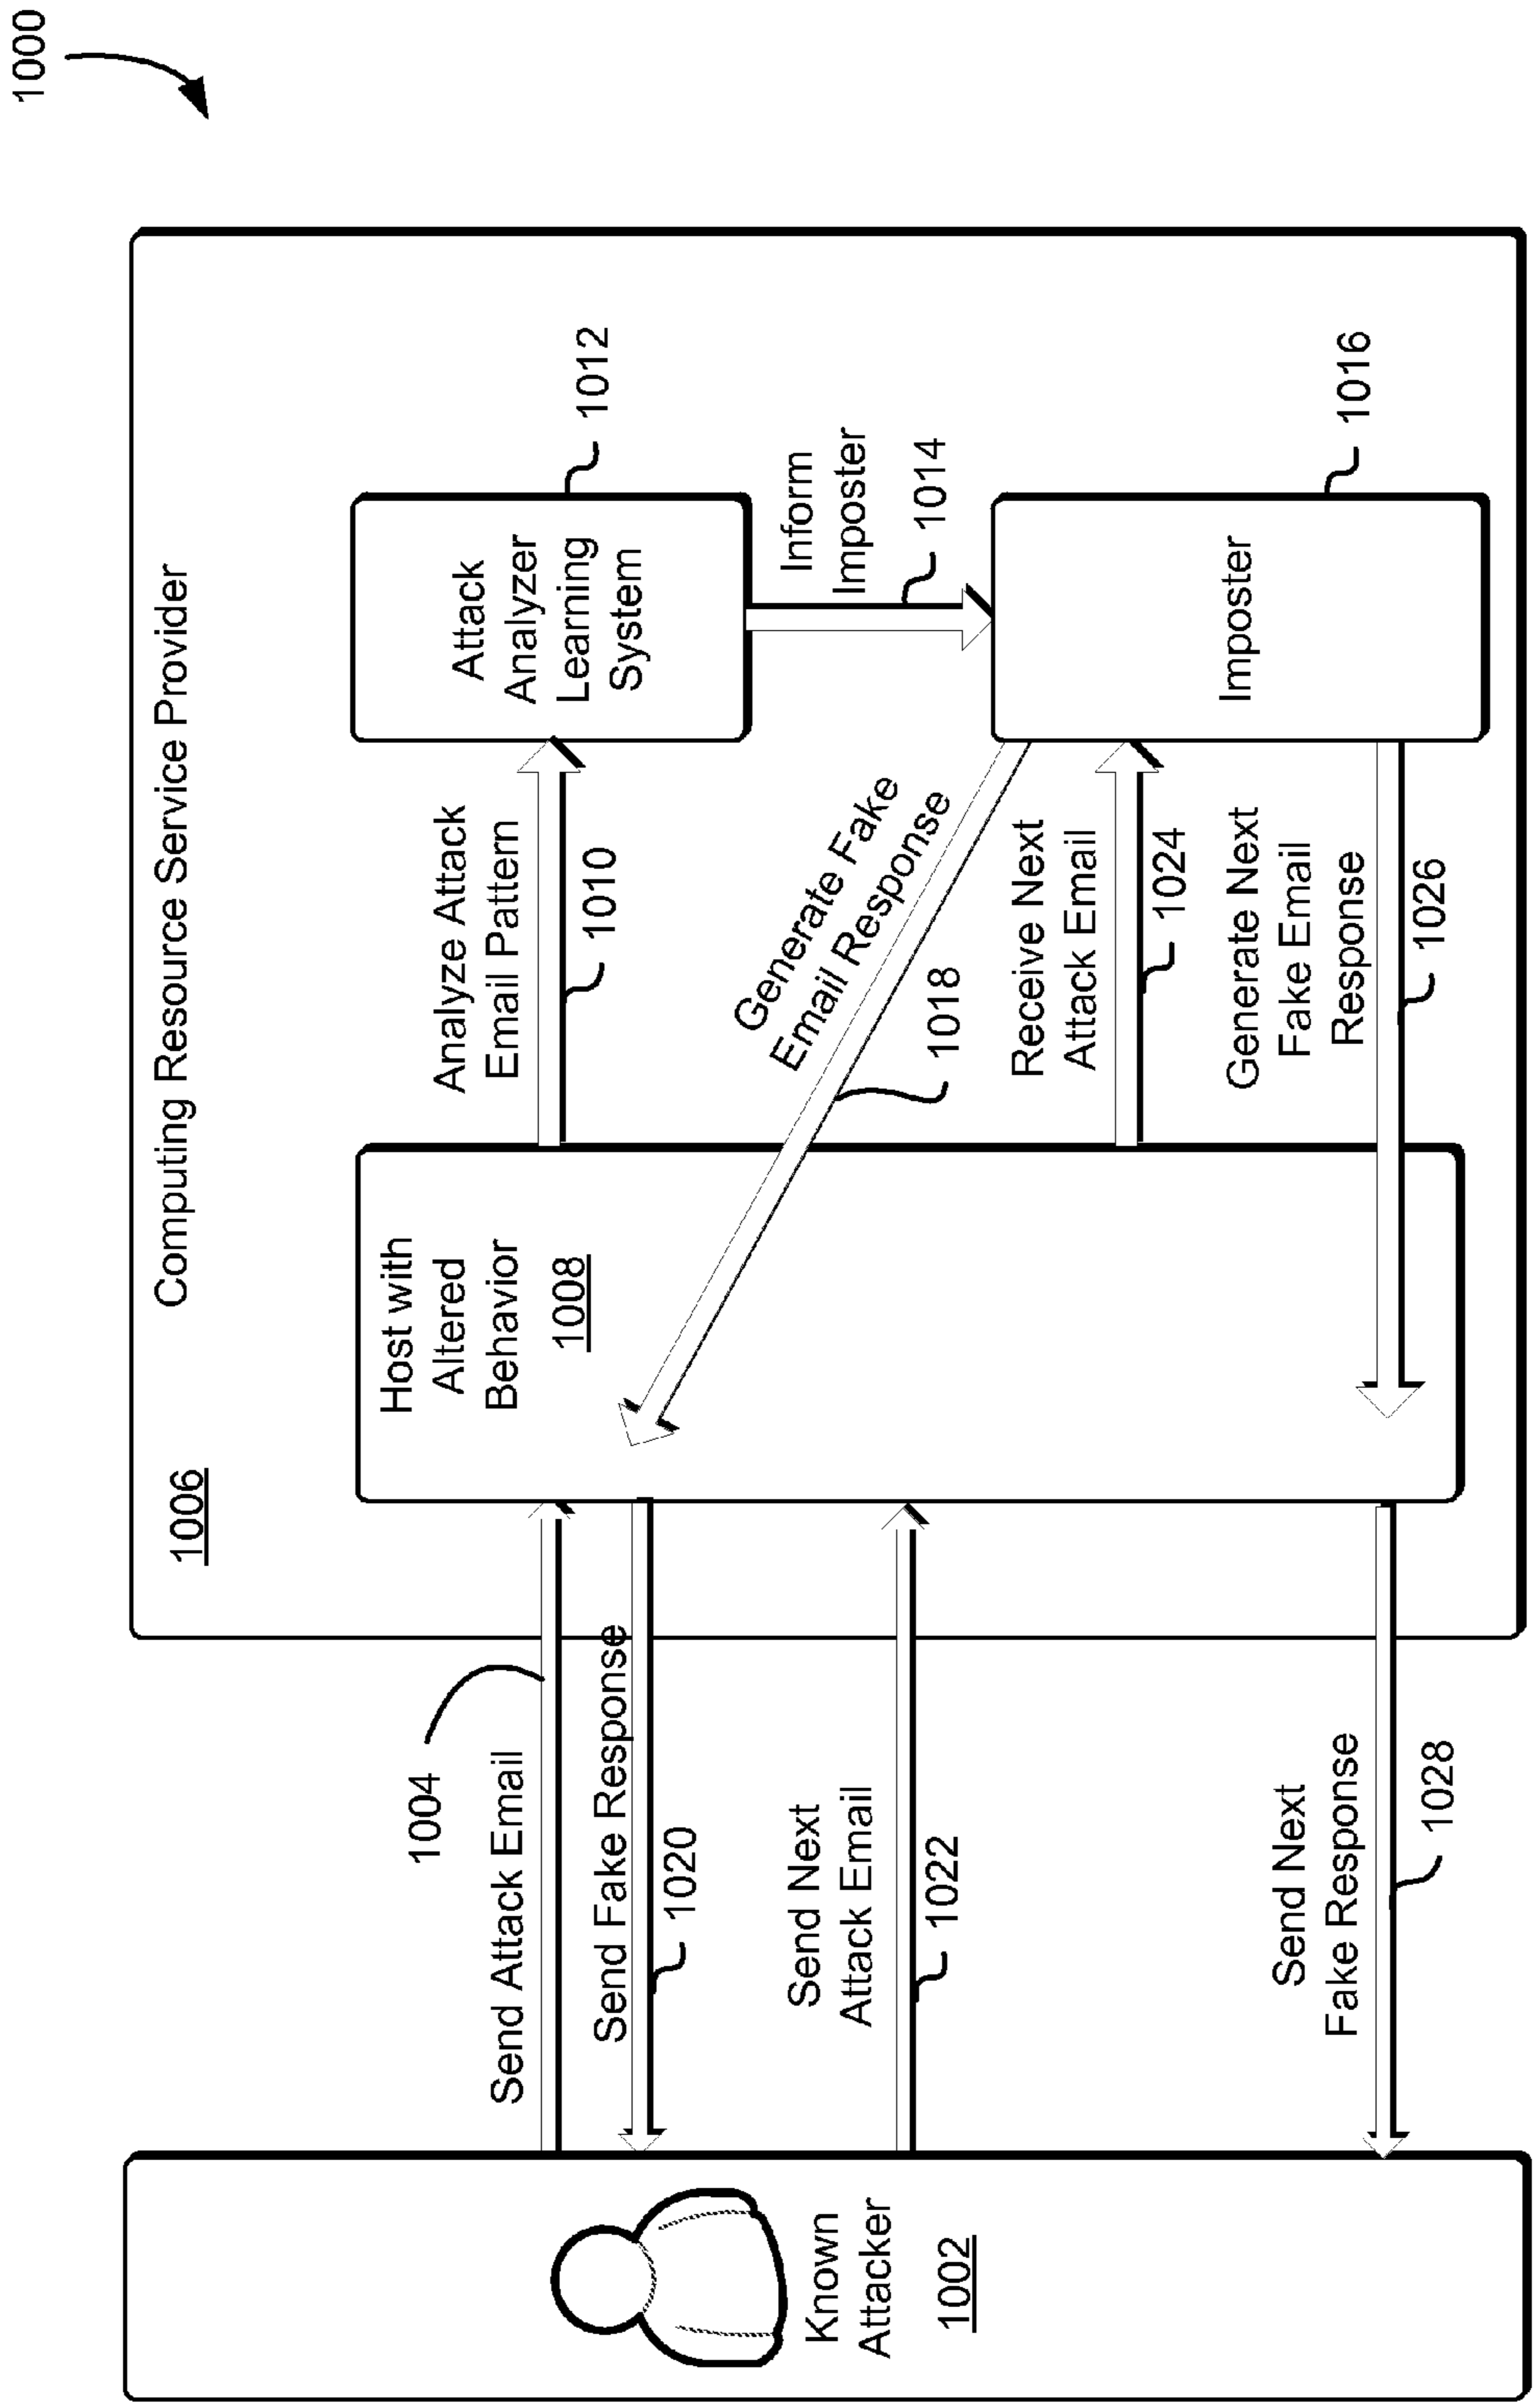 1000
Computing Resource Service Provider
1006
Host with
Altered
Behavior
1008
Attack
Analyzer
Learning
System
1012
Analyze Attack
Email Pattern
1010
Inform
Imposter
1014
Imposter
1016
Generate Fake
Email Response
1018
Receive Next
Attack Email
1024
Generate Next
Fake Email
Response
1026
1004
Send Attack Email
Send Fake Response
1020
Send Next
Attack Email
1022
Send Next
Fake Response
1028
Known
Attacker
1002